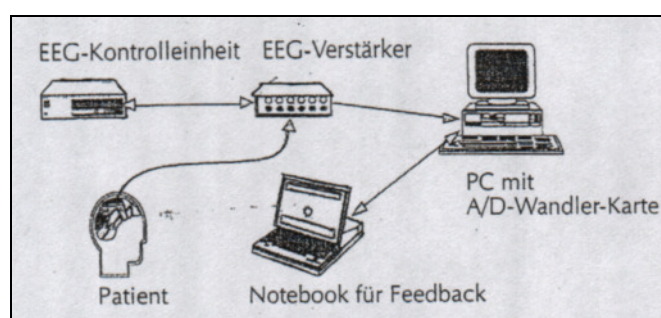 EEG-Kontrolleinheit
EEG-Verstärker
PC mit
A/D-Wandler-Karte
Patient
Notebook für Feedback